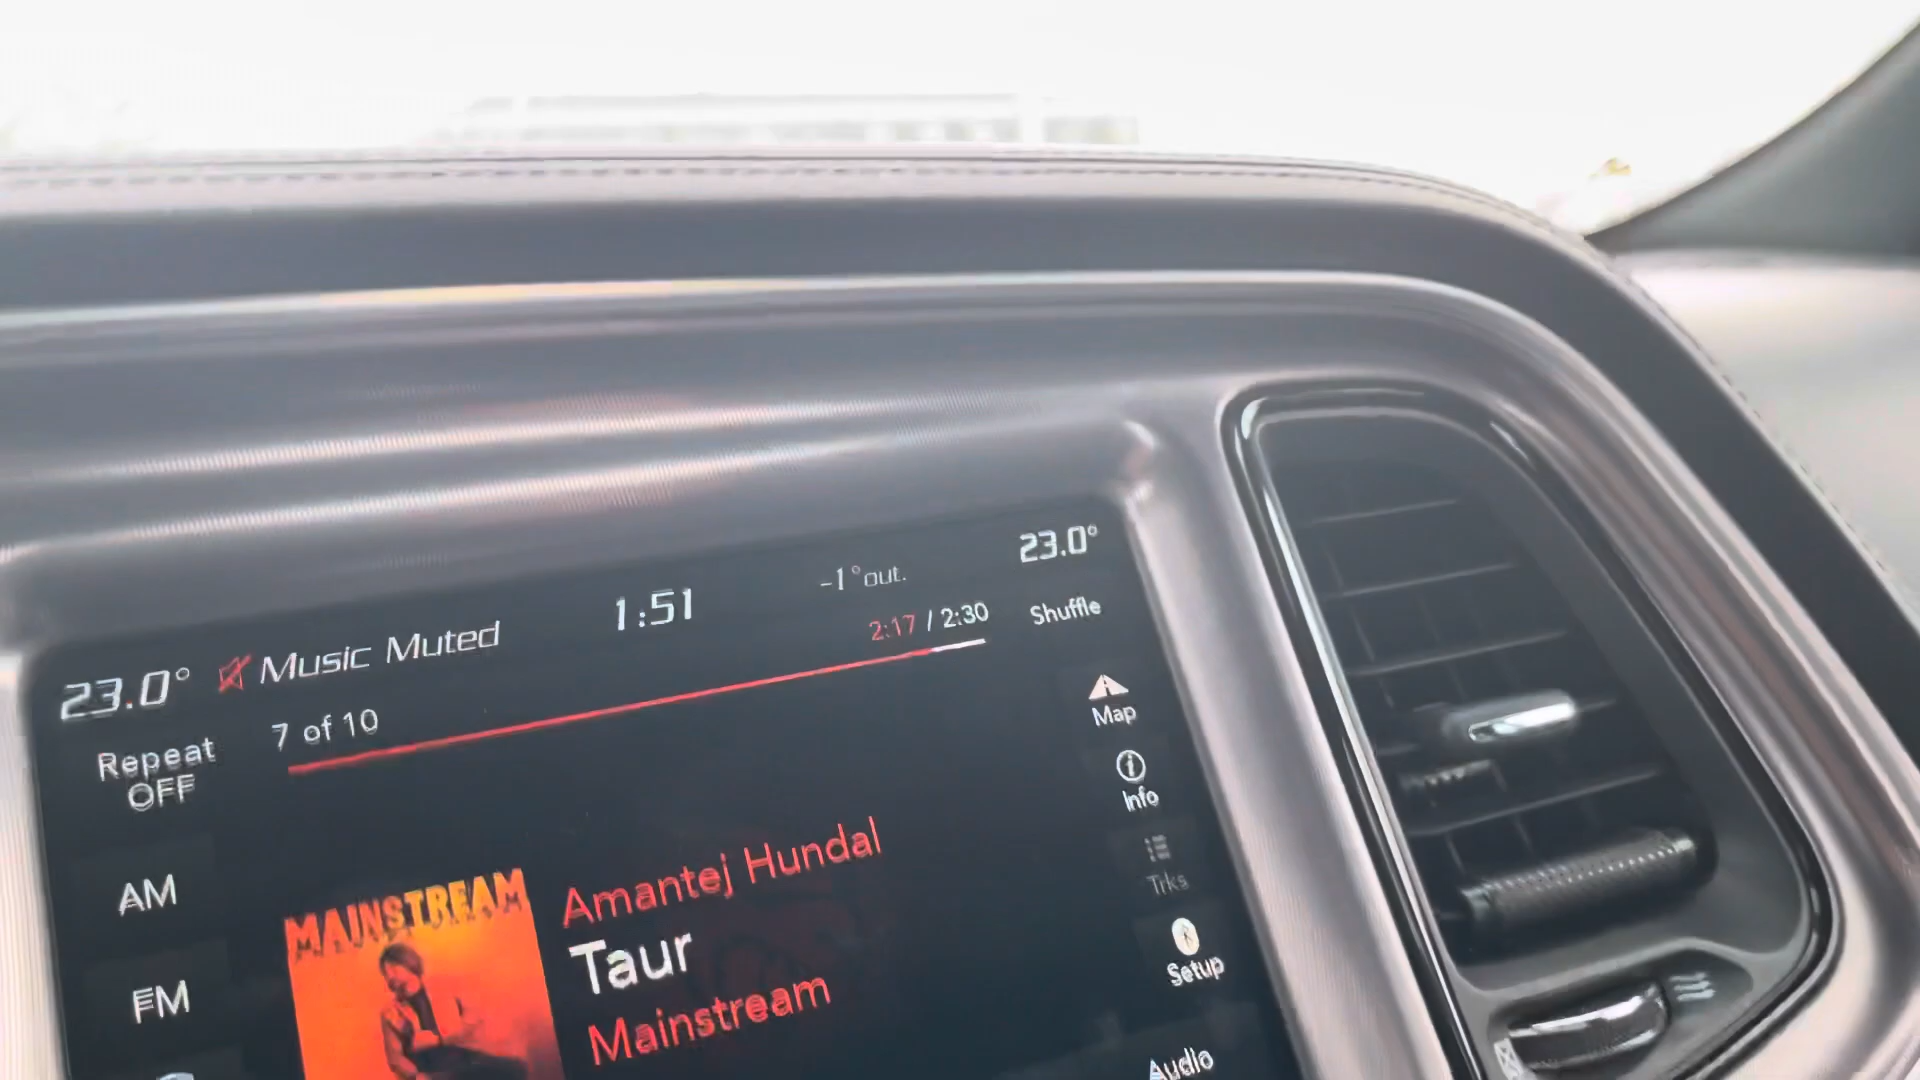 23.0°
Music Muted
1:51
-1°out.
23.0°
Repeat
OFF
7 of 10
2:17 / 2:30
Shuffle
Map
Info
Trks
Setup
Audio
AM
FM
MAINSTREAM
Amantej Hundal
Taur
Mainstream